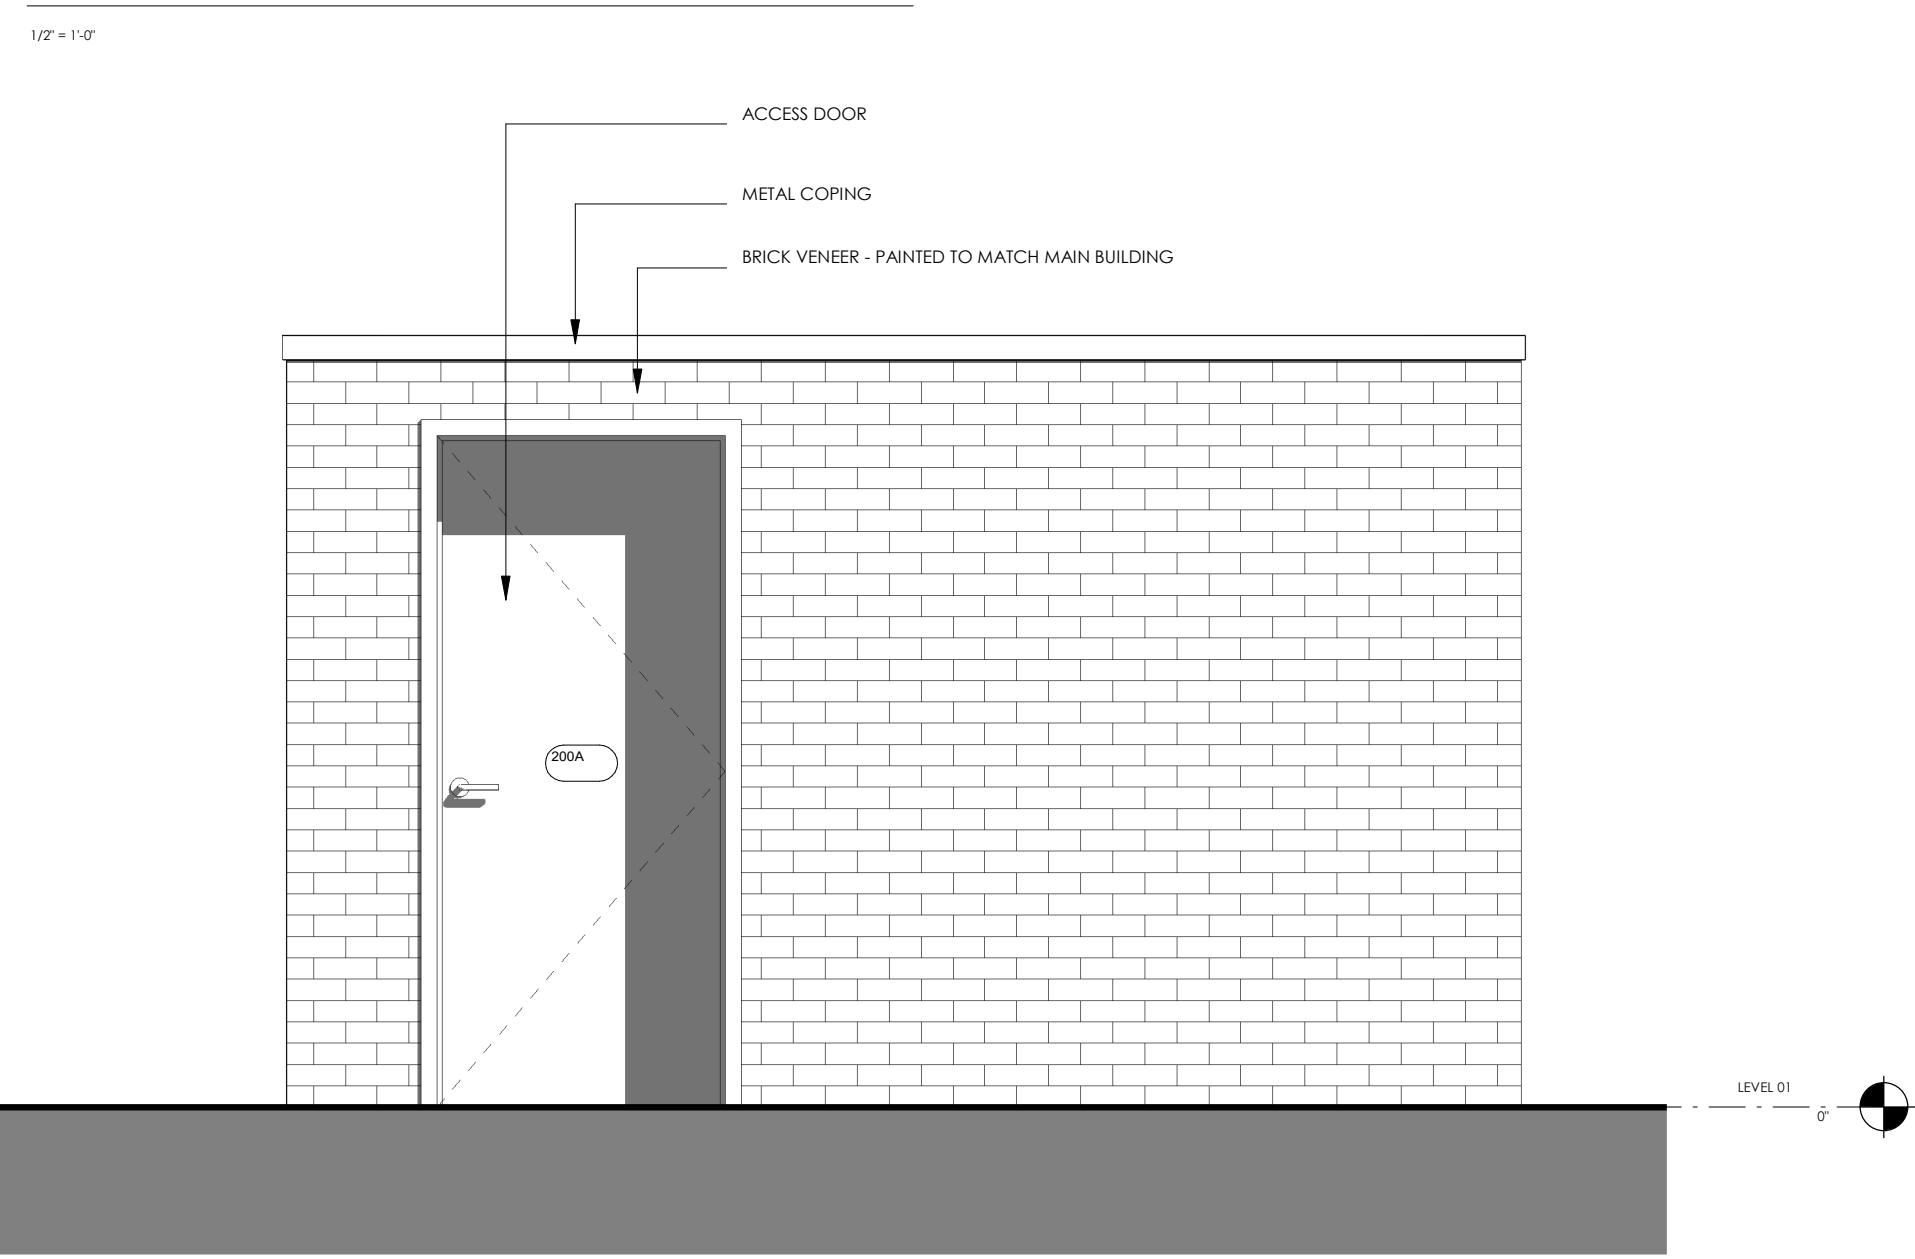 1/2" = 1'-0"
ACCESS DOOR
METAL COPING
BRICK VENEER - PAINTED TO MATCH MAIN BUILDING
200A
LEVEL 01
0"